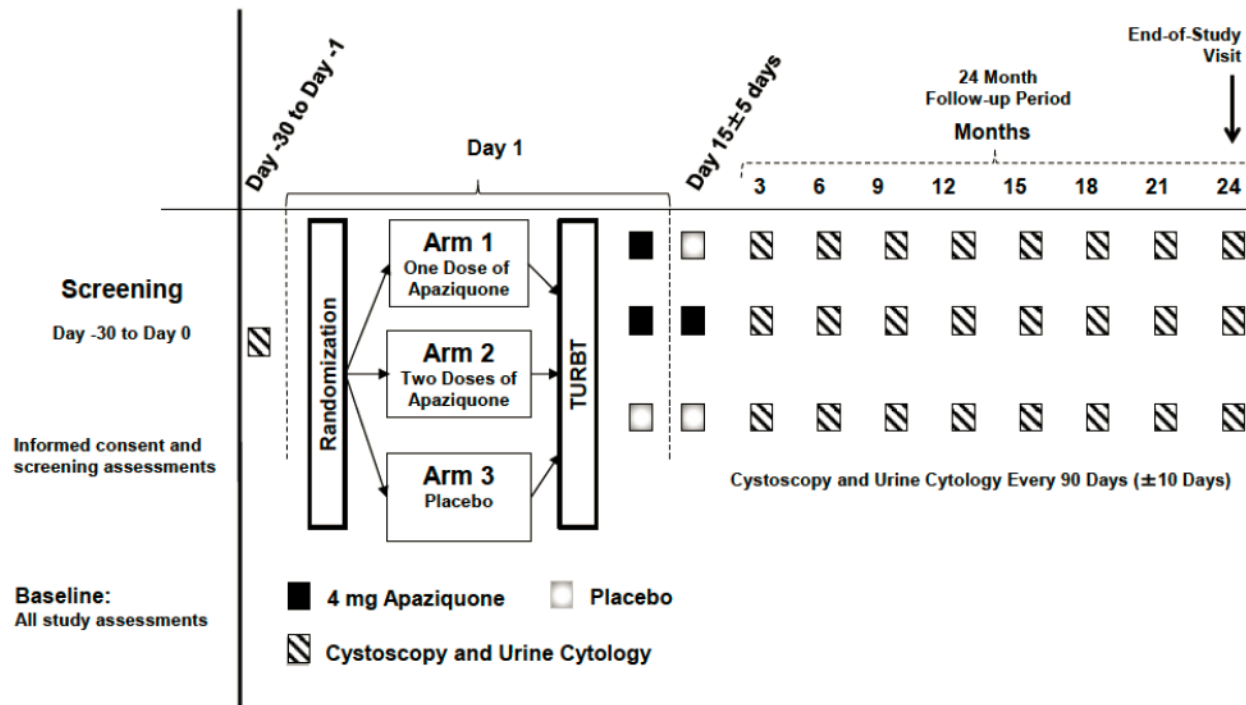 Day -30 to Day -1
Day 1
Day 15±5 days
24 Month
Follow-up Period
Months
End-of-Study
Visit
3 6 9 12 15 18 21 24
Screening
Day -30 to Day 0
Informed consent and
screening assessments
Randomization
Arm 1
One Dose of
Apaziquone
Arm 2
Two Doses of
Apaziquone
Arm 3
Placebo
TURBT
Cystoscopy and Urine Cytology Every 90 Days (±10 Days)
Baseline:
All study assessments
4 mg Apaziquone
Placebo
Cystoscopy and Urine Cytology